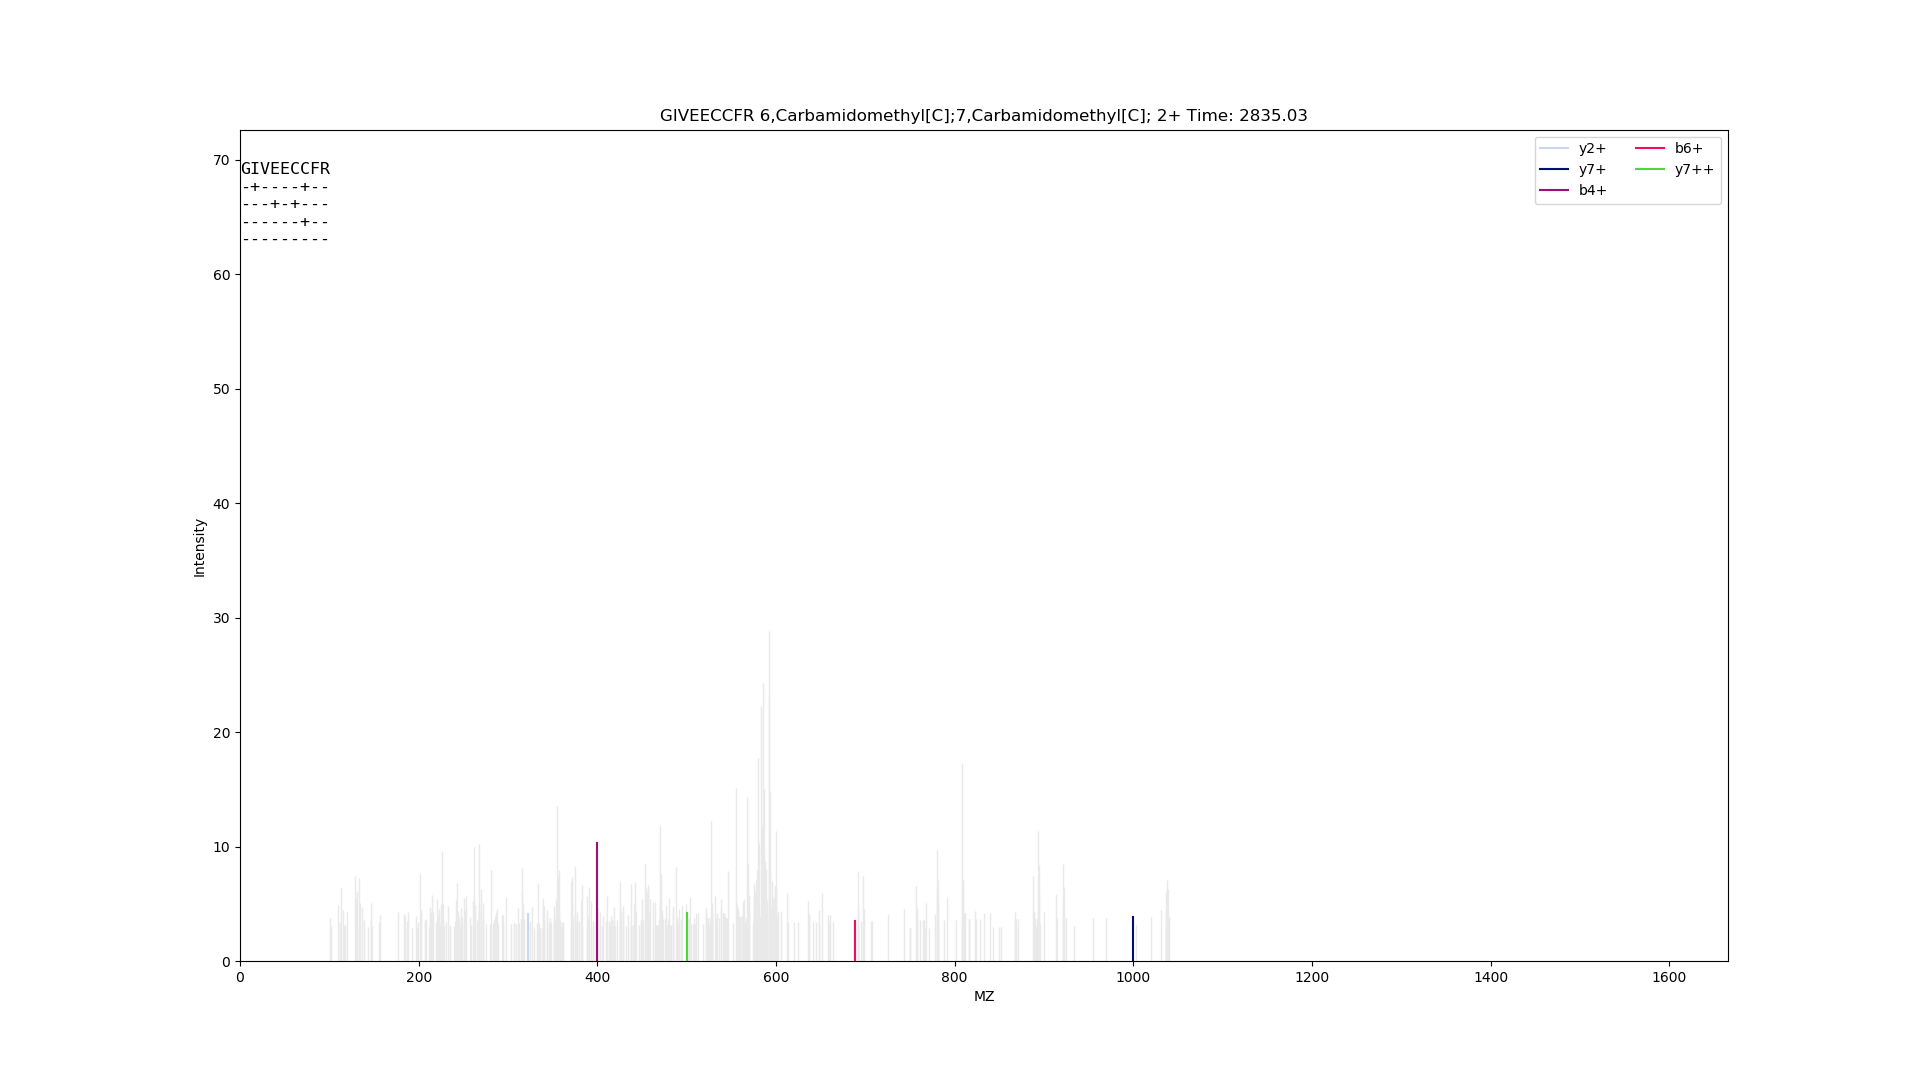 GIVEECCFR 6,Carbamidomethyl[C];7,Carbamidomethyl[C]; 2+ Time: 2835.03
GIVEECCFR
-+----+--
---+-+---
------+--
---------
y2+
y7+
b4+
b6+
y7++
70
60
50
40
30
20
10
0
Intensity
0 200 400 600 800 1000 1200 1400 1600
MZ